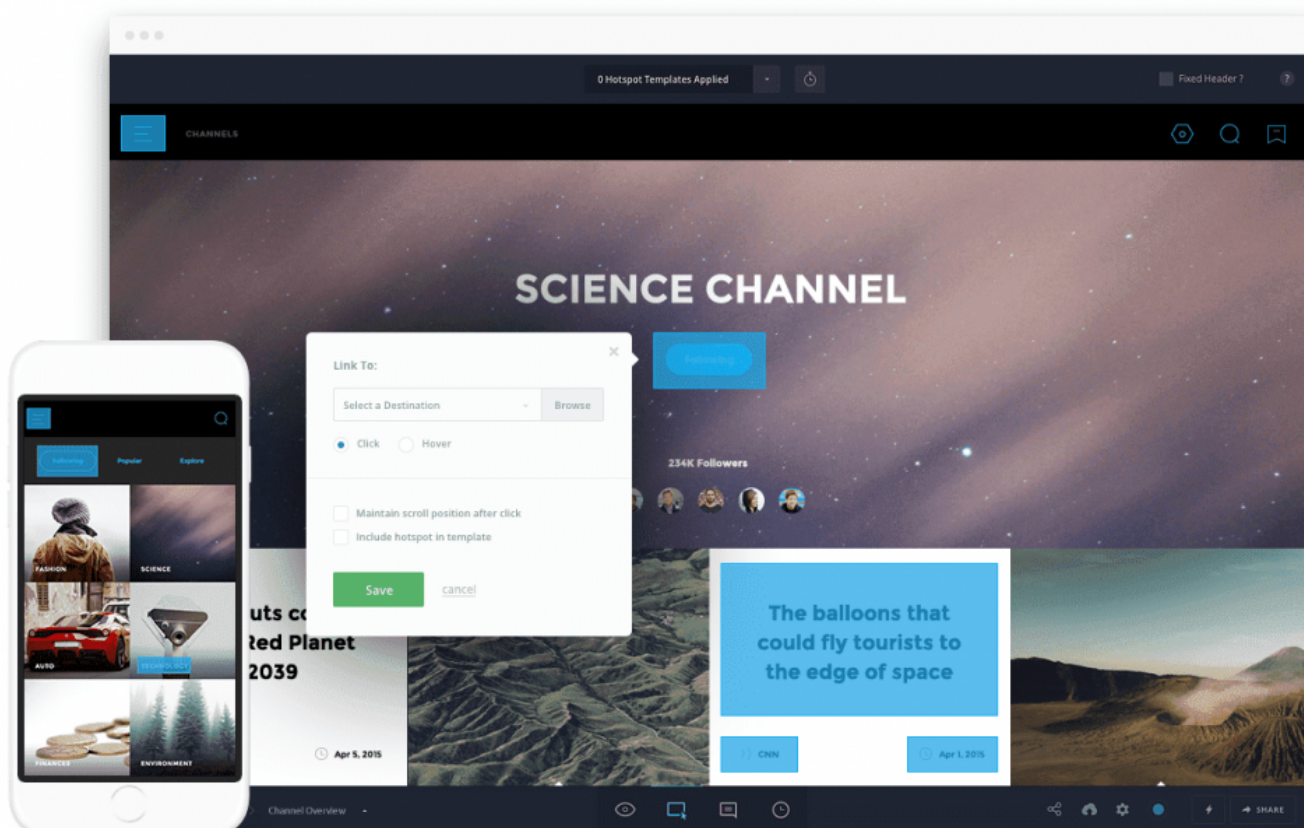 0 Hotspot Templates Applied
Fixed Header ?
?
CHANNELS
SCIENCE CHANNEL
Following
234K Followers
Link To:
Select a Destination
Browse
Click
Hover
Maintain scroll position after click
Include hotspot in template
Save
cancel
uts co
Red Planet
2039
Apr 5, 2015
The balloons that
could fly tourists to
the edge of space
CNN
Apr 1, 2015
Following
Popular
Explore
FASHION
SCIENCE
AUTO
TECHNOLOGY
FINANCES
ENVIRONMENT
Channel Overview
SHARE